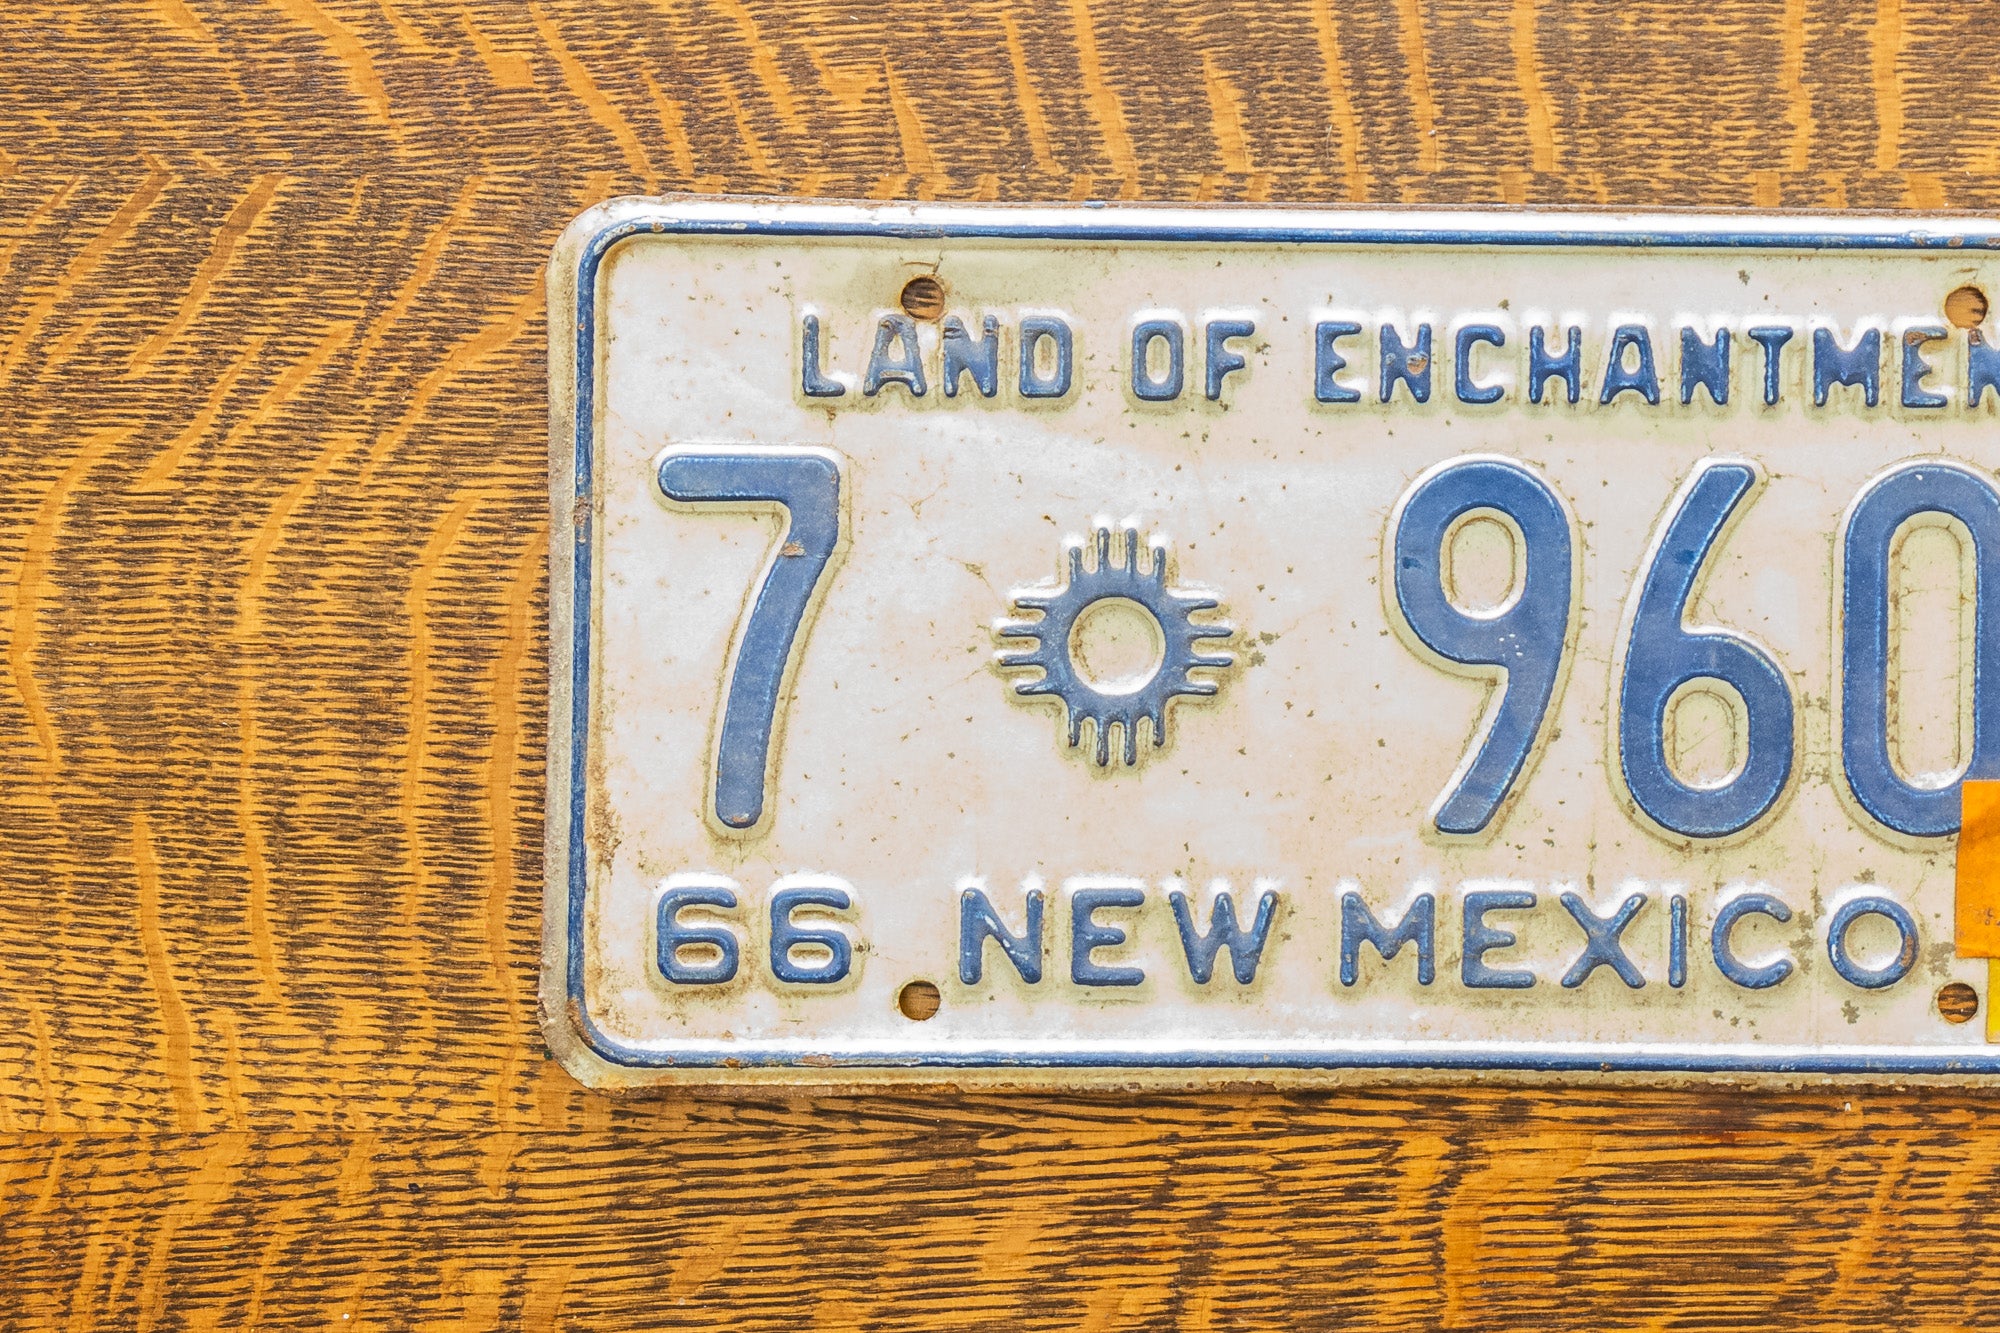 LAND OF ENCHANTMEN
7 960
66 NEW MEXICO